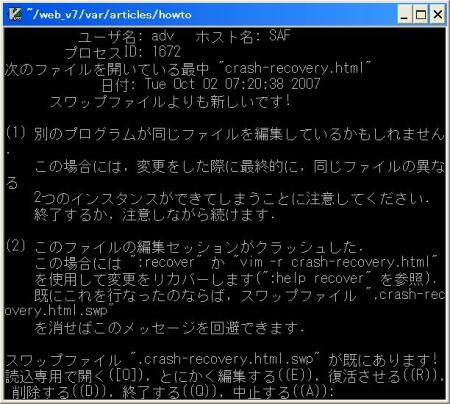 ~/web_v7/var/articles/howto
ユーザ名: adv   ホスト名: SAF
プロセスID: 1672
次のファイルを開いている最中 "crash-recovery.html"
日付: Tue Oct 02 07:20:38 2007
スワップファイルよりも新しいです!
(1) 別のプログラムが同じファイルを編集しているかもしれません
.
この場合には,変更をした際に最終的に,同じファイルの異な
る
2つのインスタンスができてしまうことに注意してください.
終了するか,注意しながら続けます.
(2) このファイルの編集セッションがクラッシュした.
この場合には ":recover" か "vim -r crash-recovery.html"
を使用して変更をリカバーします(":help recover" を参照).
既にこれを行なったのならば,スワップファイル ".crash-rec
overy.html.swp"
を消せばこのメッセージを回避できます.
スワップファイル ".crash-recovery.html.swp" が既にあります!
読込専用で開く([O]), とにかく編集する((E)), 復活させる((R)),
削除する((D)), 終了する((Q)), 中止する((A)):